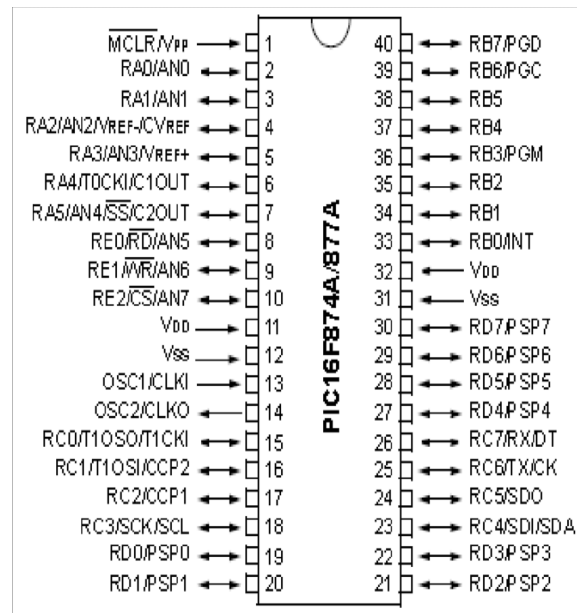 MCLR/VPP 1 40 RB7/PGD
RA0/AN0 2 39 RB6/PGC
RA1/AN1 3 38 RB5
RA2/AN2/VREF-/CVREF 4 37 RB4
RA3/AN3/VREF+ 5 36 RB3/PGM
RA4/T0CKI/C1OUT 6 35 RB2
RA5/AN4/SS/C2OUT 7 34 RB1
RE0/RD/AN5 8 33 RB0/INT
RE1/WR/AN6 9 32 VDD
RE2/CS/AN7 10 31 VSS
VDD 11 30 RD7/PSP7
VSS 12 29 RD6/PSP6
OSC1/CLKI 13 28 RD5/PSP5
OSC2/CLKO 14 27 RD4/PSP4
RC0/T1OSO/T1CKI 15 26 RC7/RX/DT
RC1/T1OSI/CCP2 16 25 RC6/TX/CK
RC2/CCP1 17 24 RC5/SDO
RC3/SCK/SCL 18 23 RC4/SDI/SDA
RD0/PSP0 19 22 RD3/PSP3
RD1/PSP1 20 21 RD2/PSP2
PIC16F874A/877A